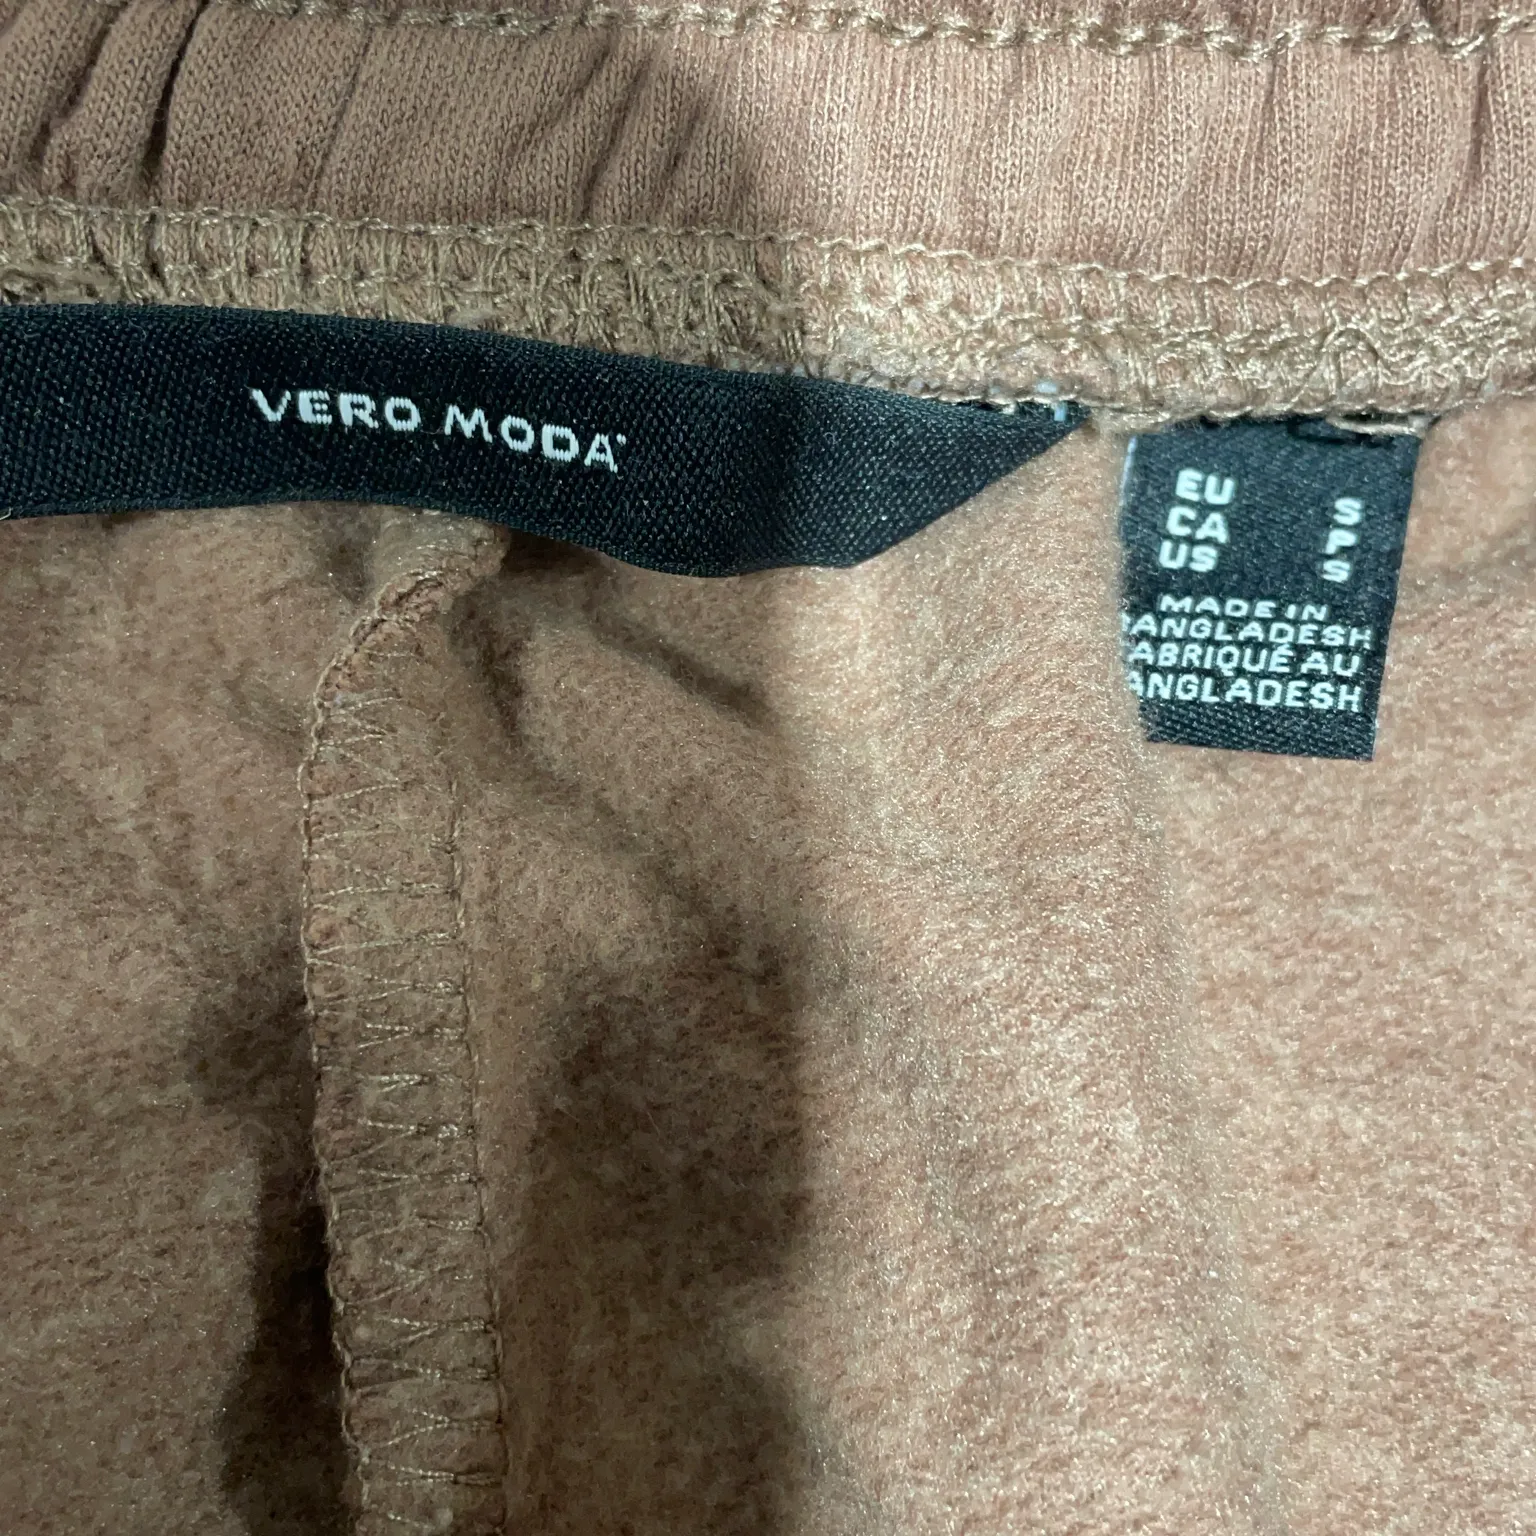 VERO MODA
EU S
CA P
US S
MADE IN
ANGLADESH
ABRIQUÉ AU
ANGLADESH